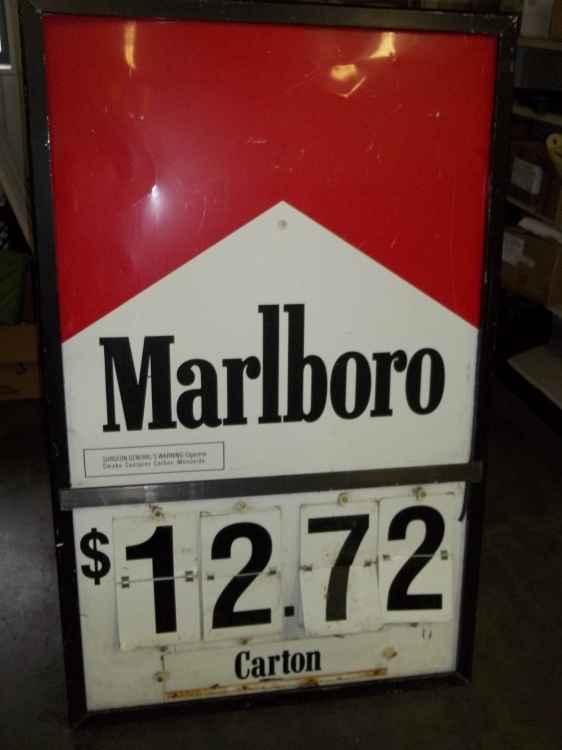 Marlboro
SURGEON GENERAL'S WARNING: Cigarette
Smoke Contains Carbon Monoxide.
$12.72
Carton